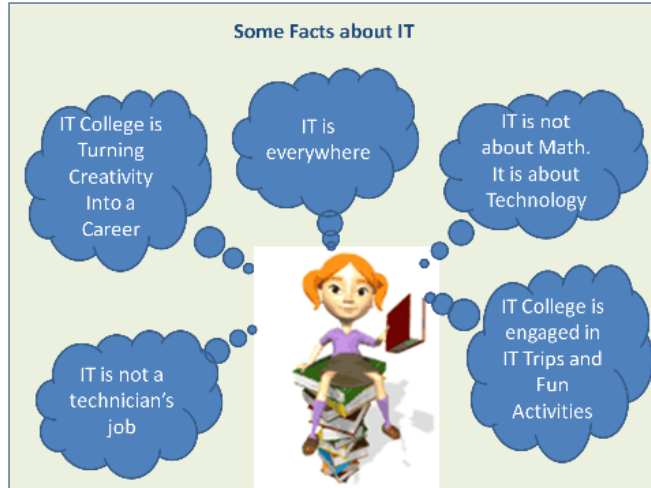 Some Facts about IT
IT College is
Turning
Creativity
Into a
Career
IT is
everywhere
IT is not
about Math.
It is about
Technology
IT is not a
technician's
job
IT College is
engaged in
IT Trips and
Fun
Activities